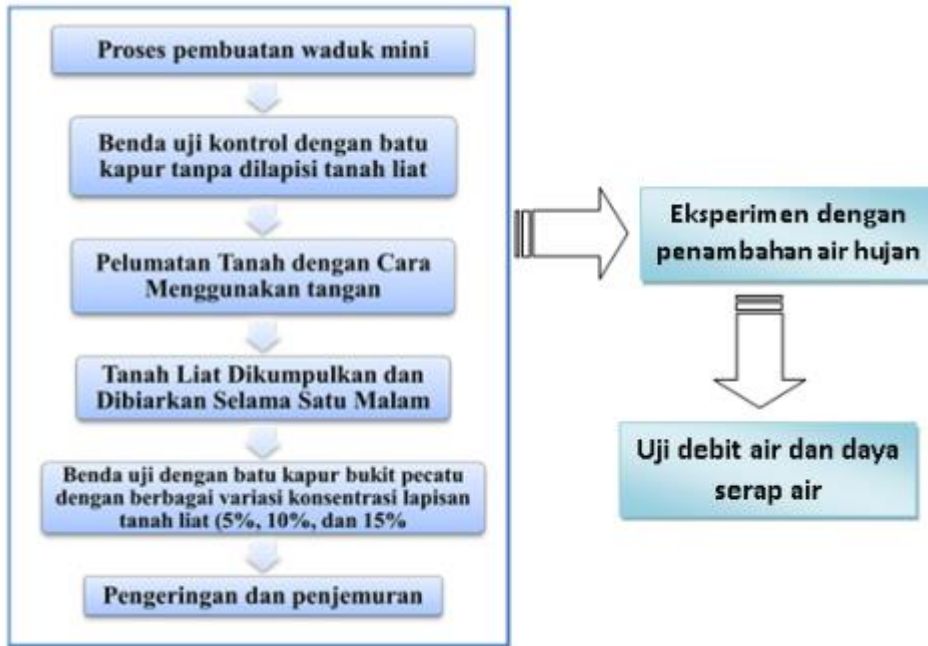 Proses pembuatan waduk mini
Benda uji kontrol dengan batu
kapur tanpa dilapisi tanah liat
Pelumatan Tanah dengan Cara
Menggunakan tangan
Tanah Liat Dikumpulkan dan
Dibiarkan Selama Satu Malam
Benda uji dengan batu kapur bukit pecatu
dengan berbagai variasi konsentrasi lapisan
tanah liat (5%, 10%, dan 15%
Pengeringan dan penjemuran
Eksperimen dengan
penambahan air hujan
Uji debit air dan daya
serap air